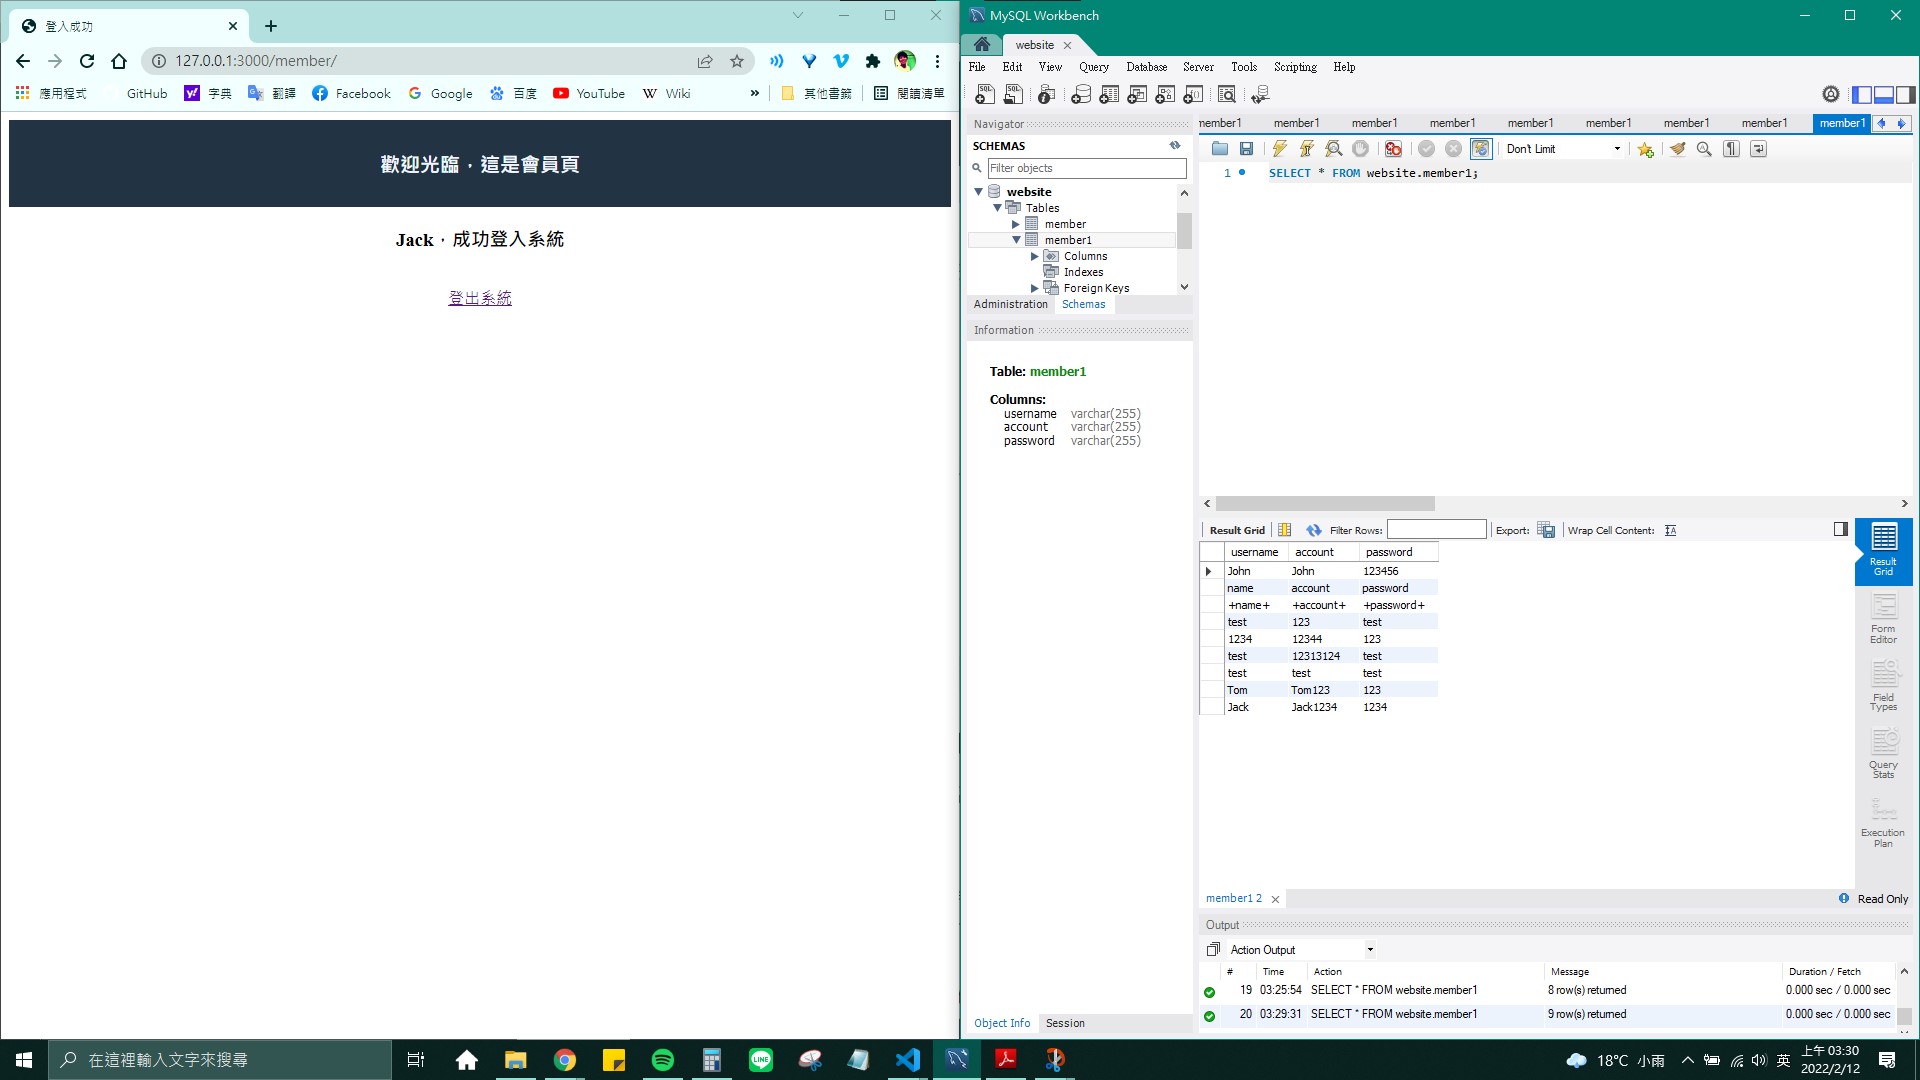 登入成功
127.0.0.1:3000/member/
應用程式 GitHub 字典 翻譯 Facebook Google 百度 YouTube Wiki » 其他書籤 閱讀清單
歡迎光臨，這是會員頁
Jack，成功登入系統
登出系統
MySQL Workbench
website
File Edit View Query Database Server Tools Scripting Help
Navigator
SCHEMAS
Filter objects
website
Tables
member
member1
Columns
Indexes
Foreign Keys
Administration Schemas
Information
Table: member1
Columns:
username varchar(255)
account varchar(255)
password varchar(255)
Object Info Session
member1 member1 member1 member1 member1 member1 member1 member1
Don't Limit
1 SELECT * FROM website.member1;
Result Grid Filter Rows: Export: Wrap Cell Content:
username account password
John John 123456
name account password
+name+ +account+ +password+
test 123 test
1234 12344 123
test 12313124 test
test test test
Tom Tom123 123
Jack Jack1234 1234
Result
Grid
Form
Editor
Field
Types
Query
Stats
Execution
Plan
member1 2 Read Only
Output
Action Output
# Time Action Message Duration / Fetch
19 03:25:54 SELECT * FROM website.member1 8 row(s) returned 0.000 sec / 0.000 sec
20 03:29:31 SELECT * FROM website.member1 9 row(s) returned 0.000 sec / 0.000 sec
在這裡輸入文字來搜尋
LINE
18°C 小雨
英
上午 03:30
2022/2/12